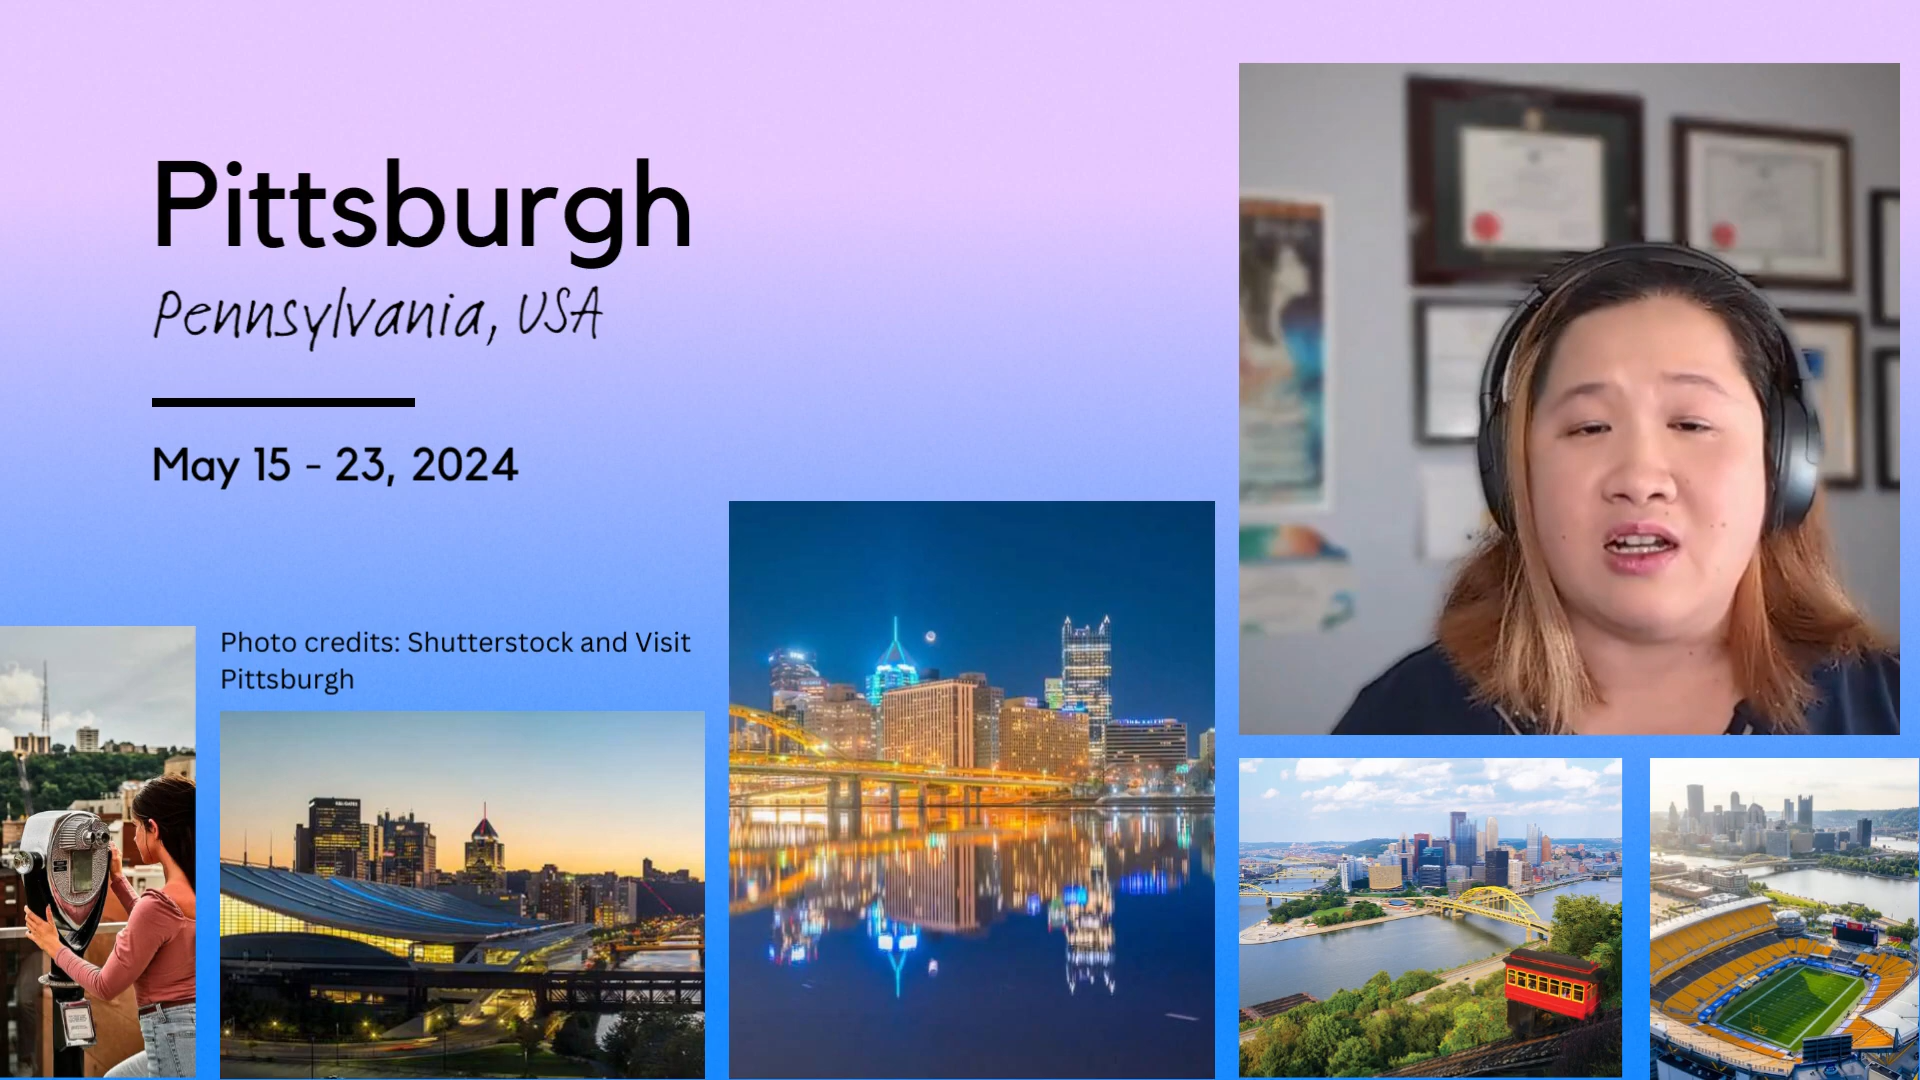 Pittsburgh
Pennsylvania, USA
May 15 - 23, 2024
Photo credits: Shutterstock and Visit
Pittsburgh